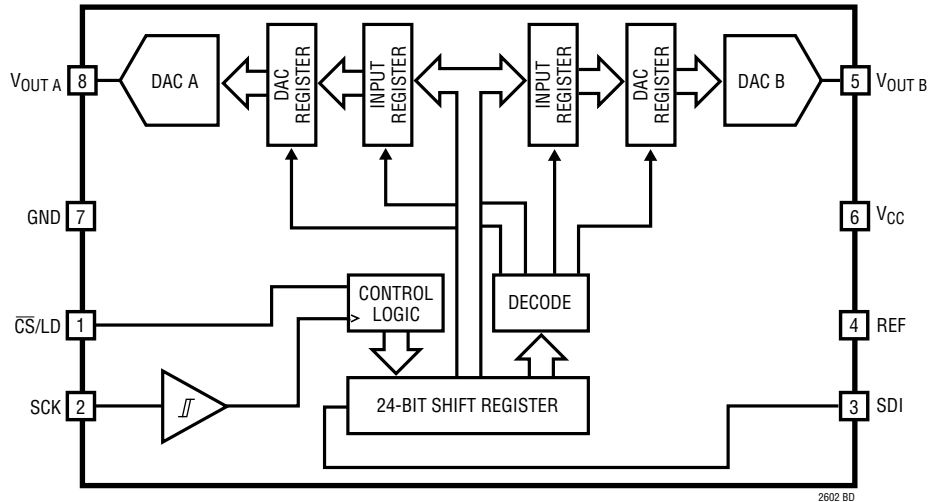 VOUT A 8
DAC A
DAC REGISTER
INPUT REGISTER
INPUT REGISTER
DAC REGISTER
DAC B
5 VOUT B
GND 7
6 VCC
CS/LD 1
CONTROL LOGIC
DECODE
4 REF
SCK 2
24-BIT SHIFT REGISTER
3 SDI
2602 BD